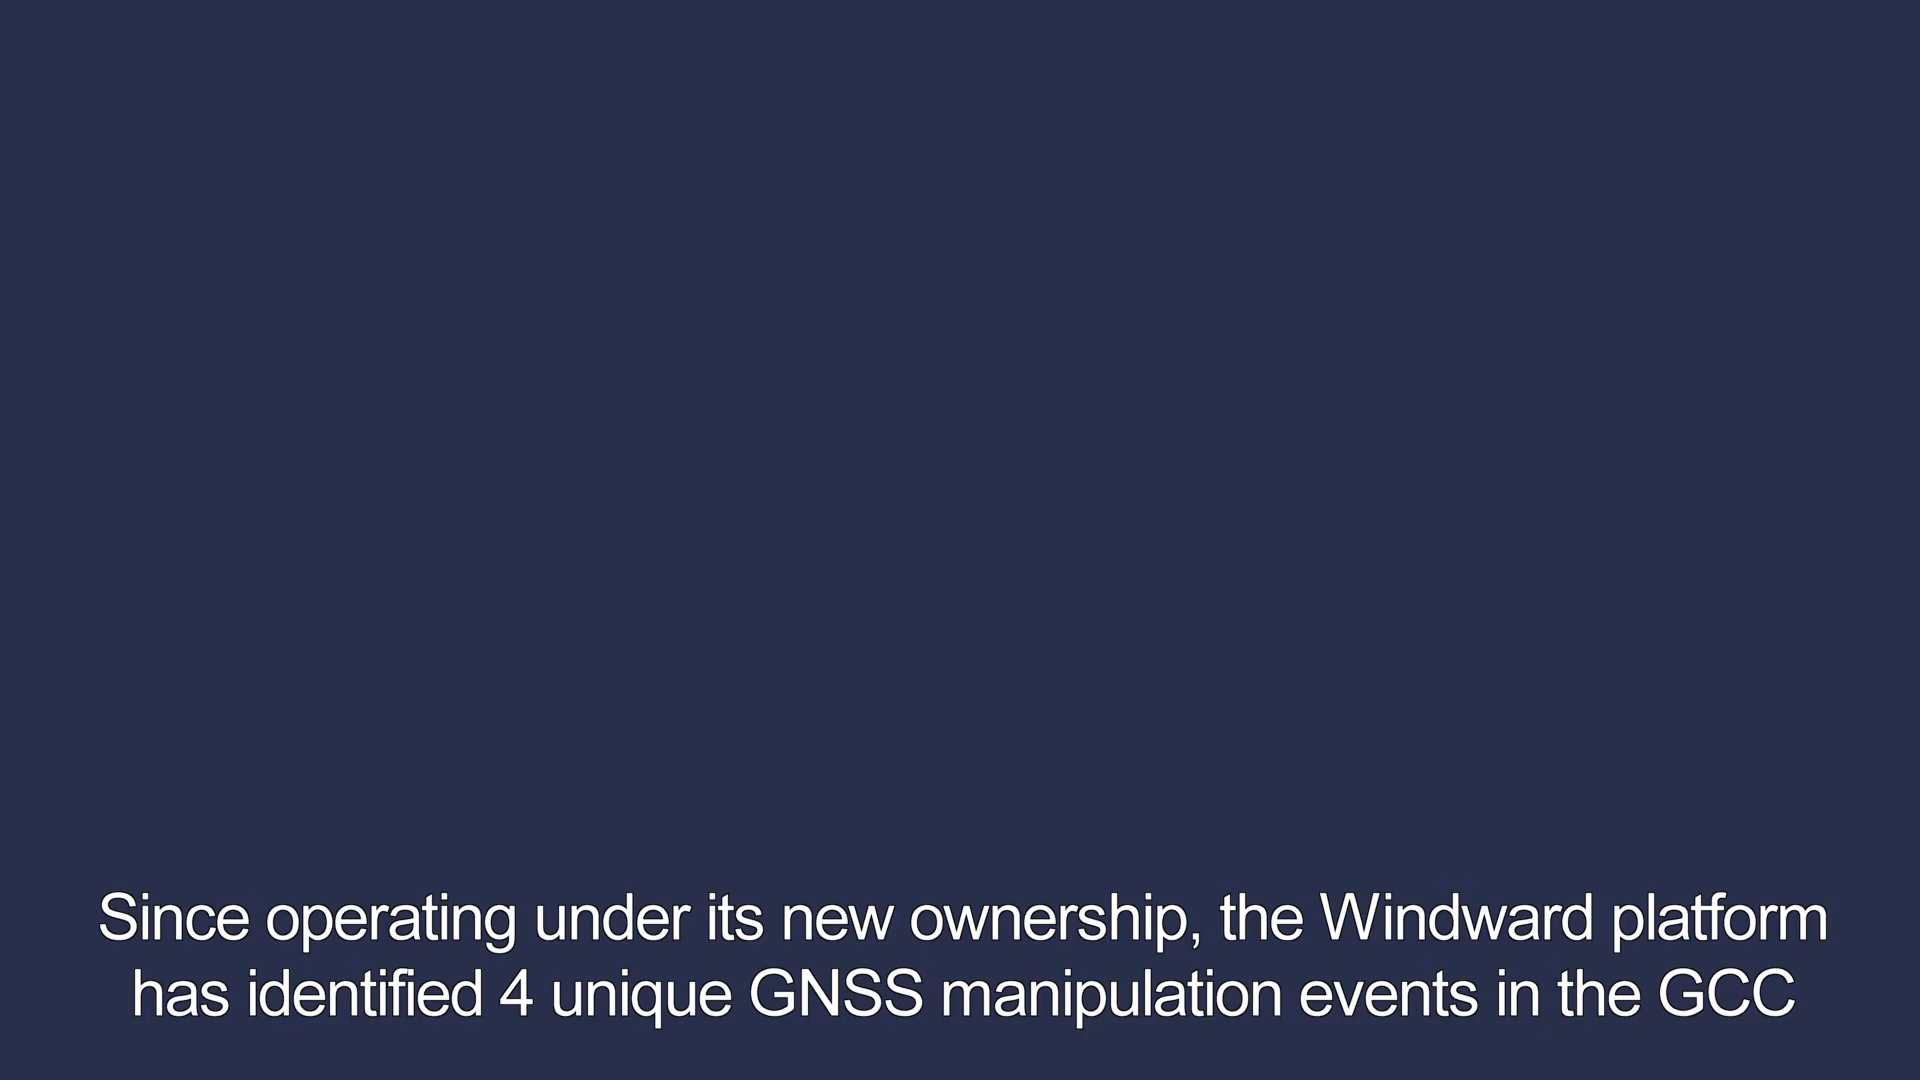 Since operating under its new ownership, the Windward platform
has identified 4 unique GNSS manipulation events in the GCC